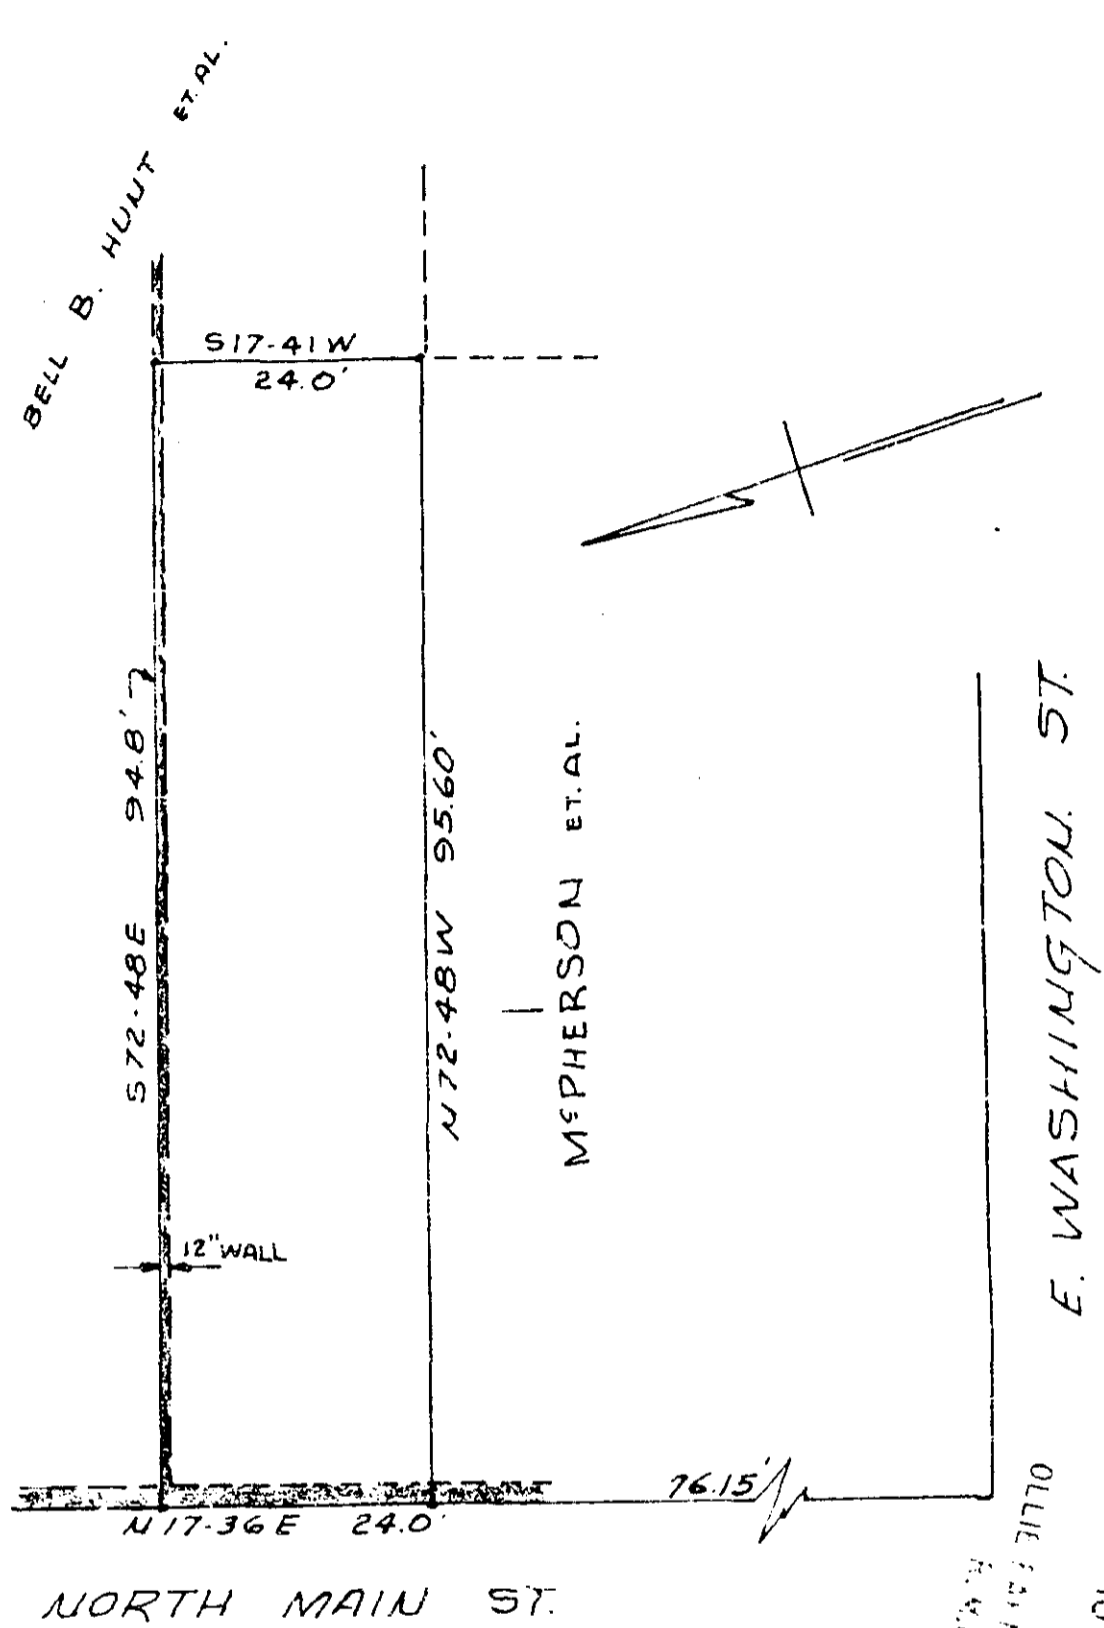 BELL B. HUNT ET. AL.
S17-41W
24.0'
S72-48E 94.8'
N72-48W 95.60'
McPHERSON ET. AL.
E. WASHINGTON. ST.
12" WALL
76.15'
N17-36E 24.0'
NORTH MAIN ST.
OLLIE